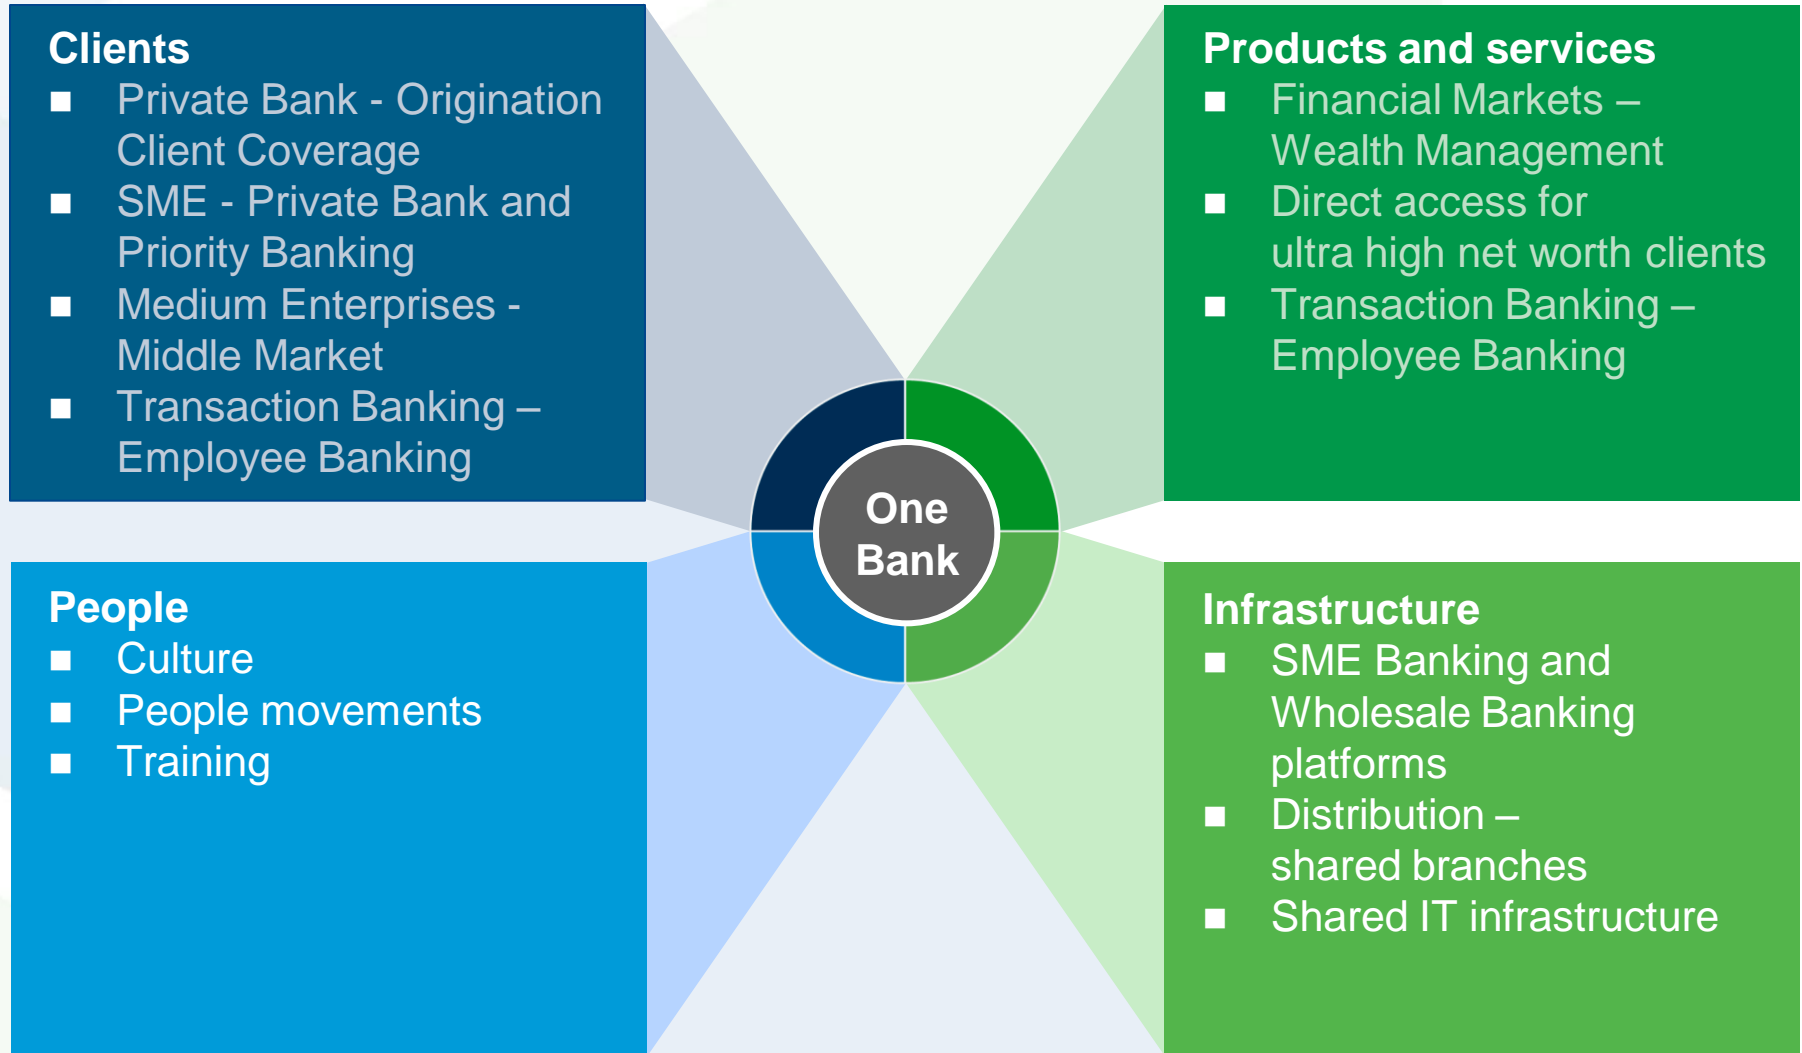 Clients
■ Private Bank - Origination
Client Coverage
■ SME - Private Bank and
Priority Banking
■ Medium Enterprises -
Middle Market
■ Transaction Banking –
Employee Banking
Products and services
■ Financial Markets –
Wealth Management
■ Direct access for
ultra high net worth clients
■ Transaction Banking –
Employee Banking
One
Bank
People
■ Culture
■ People movements
■ Training
Infrastructure
■ SME Banking and
Wholesale Banking
platforms
■ Distribution –
shared branches
■ Shared IT infrastructure